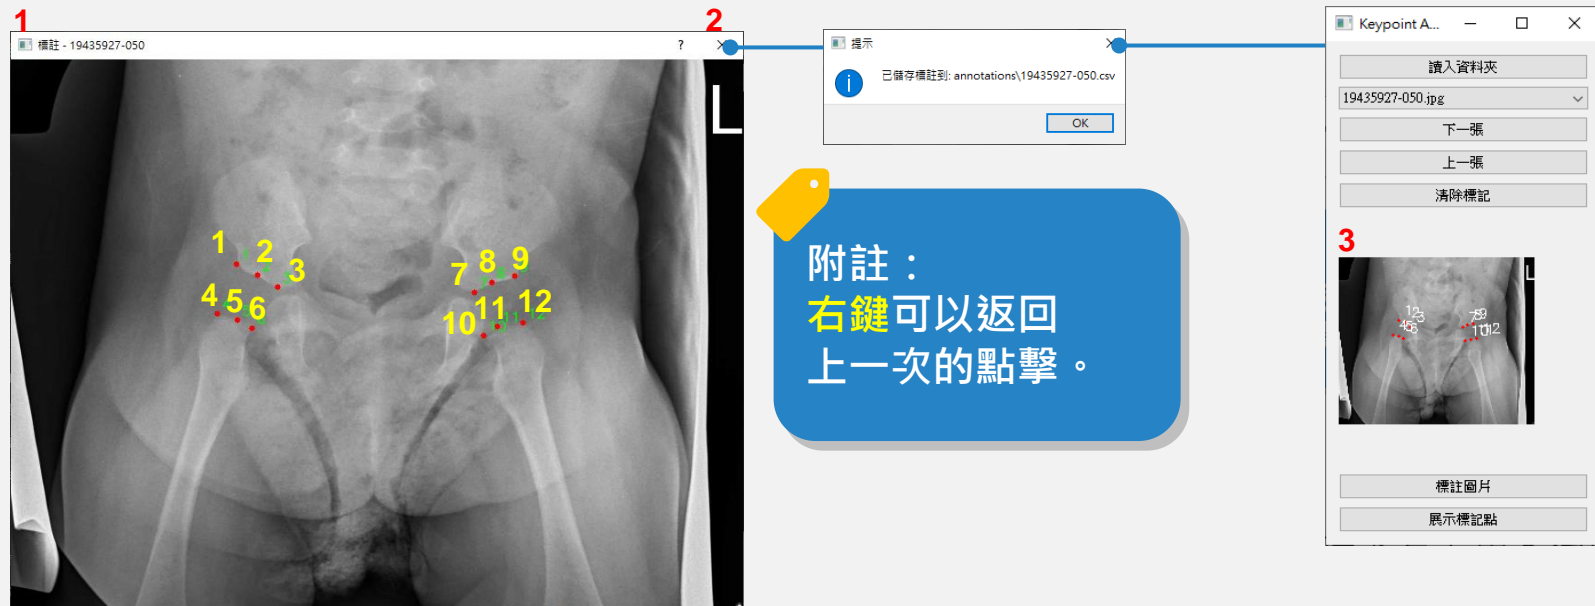 1
2
標註 - 19435927-050
?
L
1
2
3
4
5
6
7
8
9
10
11
12
提示
已儲存標註到: annotations\19435927-050.csv
OK
附註：
右鍵可以返回
上一次的點擊。
Keypoint A...
讀入資料夾
19435927-050.jpg
下一張
上一張
清除標記
3
L
標註圖片
展示標記點